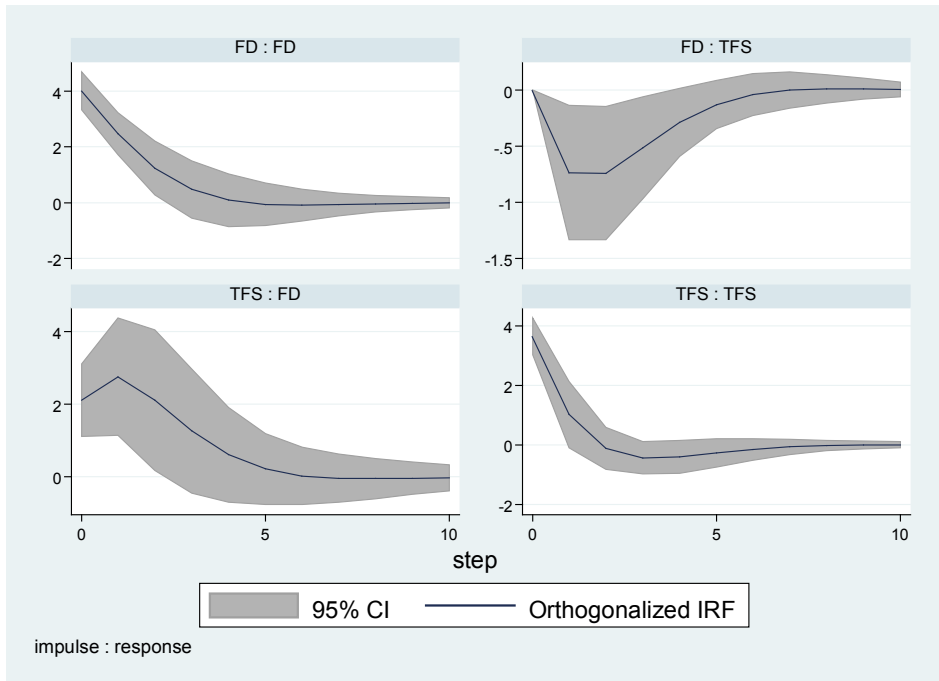 FD : FD
FD : TFS
4
2
0
-2
0
-.5
-1
-1.5
TFS : FD
TFS : TFS
4
2
0
4
2
0
-2
0 5 10
0 5 10
step
95% CI
Orthogonalized IRF
impulse : response